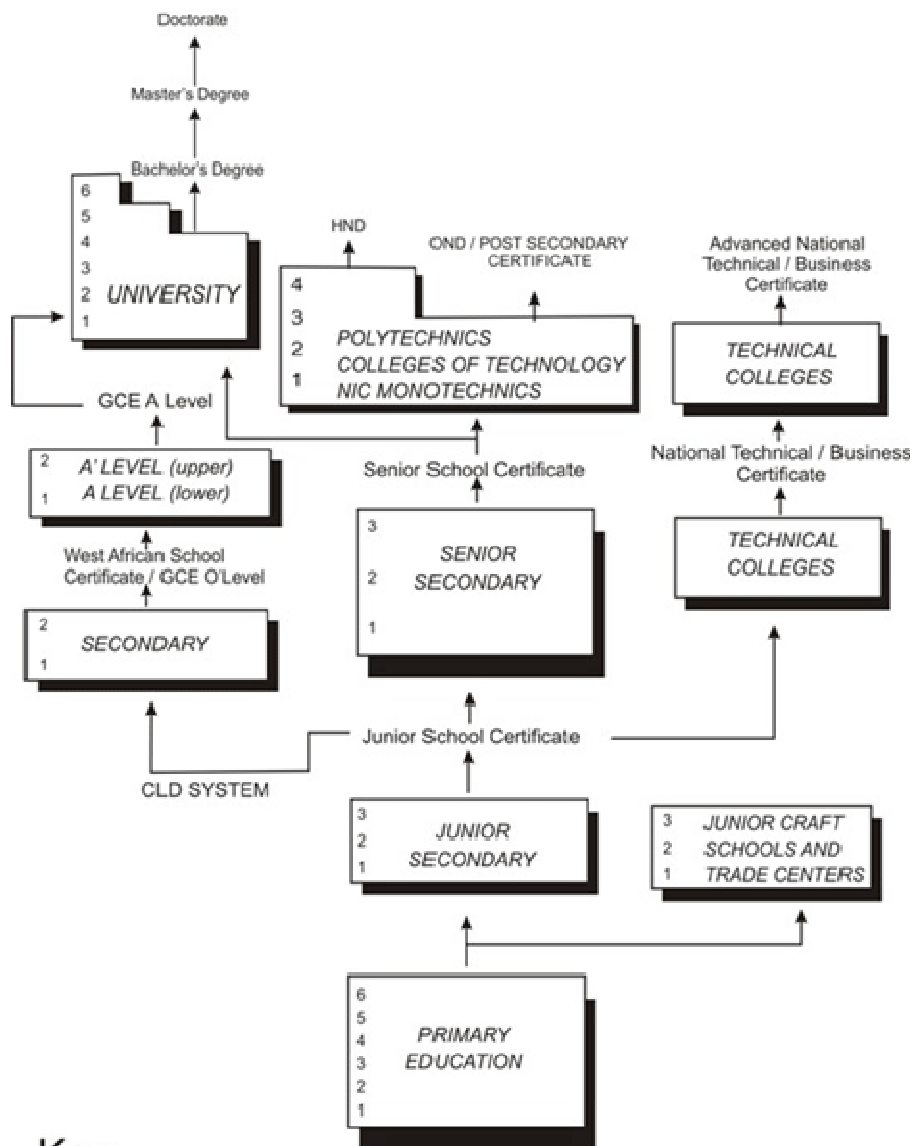 Doctorate
Master's Degree
Bachelor's Degree
6
5
4
3
2
1
UNIVERSITY
HND
OND / POST SECONDARY
CERTIFICATE
4
3
2
1
POLYTECHNICS
COLLEGES OF TECHNOLOGY
NIC MONOTECHNICS
Advanced National
Technical / Business
Certificate
TECHNICAL
COLLEGES
GCE A Level
2
1
A' LEVEL (upper)
A LEVEL (lower)
Senior School Certificate
National Technical / Business
Certificate
3
2
1
SENIOR
SECONDARY
TECHNICAL
COLLEGES
West African School
Certificate / GCE O'Level
2
1
SECONDARY
Junior School Certificate
CLD SYSTEM
3
2
1
JUNIOR
SECONDARY
3
2
1
JUNIOR CRAFT
SCHOOLS AND
TRADE CENTERS
6
5
4
3
2
1
PRIMARY
EDUCATION